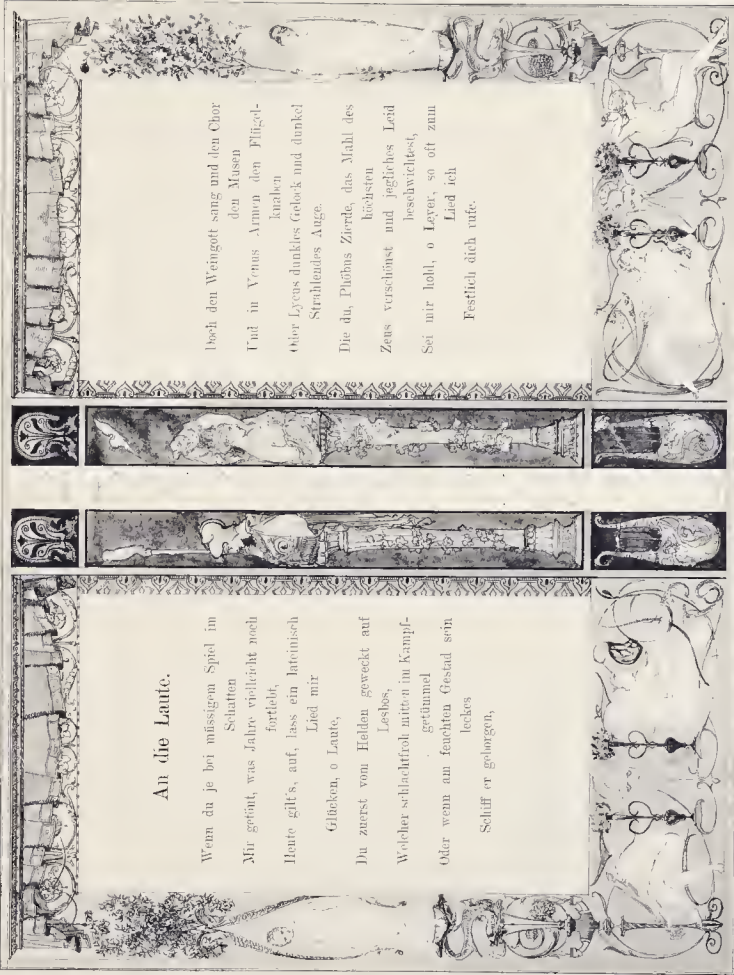 An die Laute.
Wenn du je bei müssigem Spiel im
Schatten
Mir getönt, was Jahre vielleicht noch
fortlebt,
Heute gilt's, auf, lass ein lateinisch
Lied mir
Glücken, o Laute,
Du zuerst vom Helden geweckt auf
Lesbos,
Welcher schlachtfroh mitten im Kampf-
getümmel
Oder wenn am feuchten Gestad sein
leckes
Schiff er geborgen,
Doch den Weingott sang und den Chor
den Musen
Und in Venus Armen den Flügel-
knaben
Oder Lycus dunkles Gelock und dunkel
Strahlendes Auge.
Die du, Phöbus Zierde, das Mahl des
höchsten
Zeus verschönst und jegliches Leid
beschwichtest,
Sei mir hold, o Leyer, so oft zum
Lied ich
Festlich dich rufe.